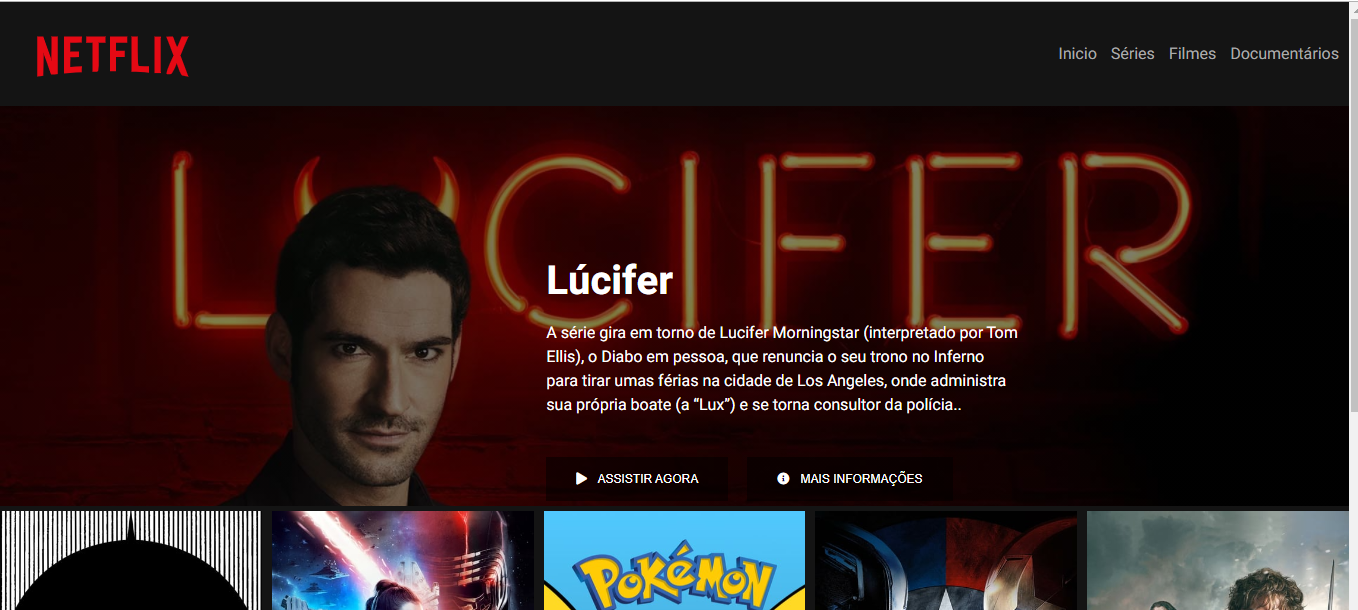 NETFLIX
Inicio Séries Filmes Documentários
LUCIFER
Lúcifer
A série gira em torno de Lucifer Morningstar (interpretado por Tom
Ellis), o Diabo em pessoa, que renuncia o seu trono no Inferno
para tirar umas férias na cidade de Los Angeles, onde administra
sua própria boate (a “Lux”) e se torna consultor da polícia..
ASSISTIR AGORA MAIS INFORMAÇÕES
POKéMON